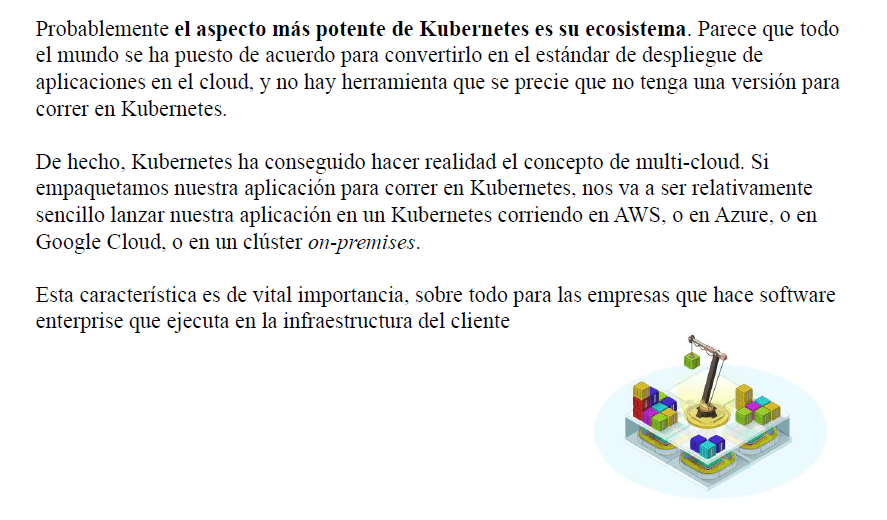 Probablemente el aspecto más potente de Kubernetes es su ecosistema. Parece que todo
el mundo se ha puesto de acuerdo para convertirlo en el estándar de despliegue de
aplicaciones en el cloud, y no hay herramienta que se precie que no tenga una versión para
correr en Kubernetes.
De hecho, Kubernetes ha conseguido hacer realidad el concepto de multi-cloud. Si
empaquetamos nuestra aplicación para correr en Kubernetes, nos va a ser relativamente
sencillo lanzar nuestra aplicación en un Kubernetes corriendo en AWS, o en Azure, o en
Google Cloud, o en un clúster on-premises.
Esta característica es de vital importancia, sobre todo para las empresas que hace software
enterprise que ejecuta en la infraestructura del cliente